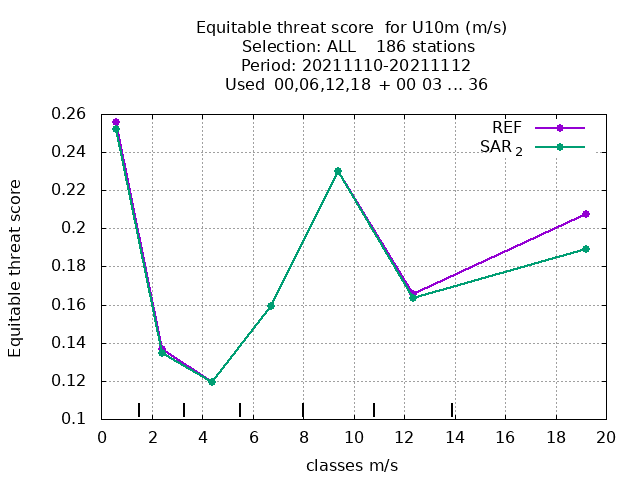 Equitable threat score for U10m (m/s)
Selection: ALL 186 stations
Period: 20211110-20211112
Used 00,06,12,18 + 00 03 ... 36
REF
SAR 2
0.26
0.24
0.22
0.2
0.18
0.16
0.14
0.12
0.1
Equitable threat score
0 2 4 6 8 10 12 14 16 18 20
classes m/s